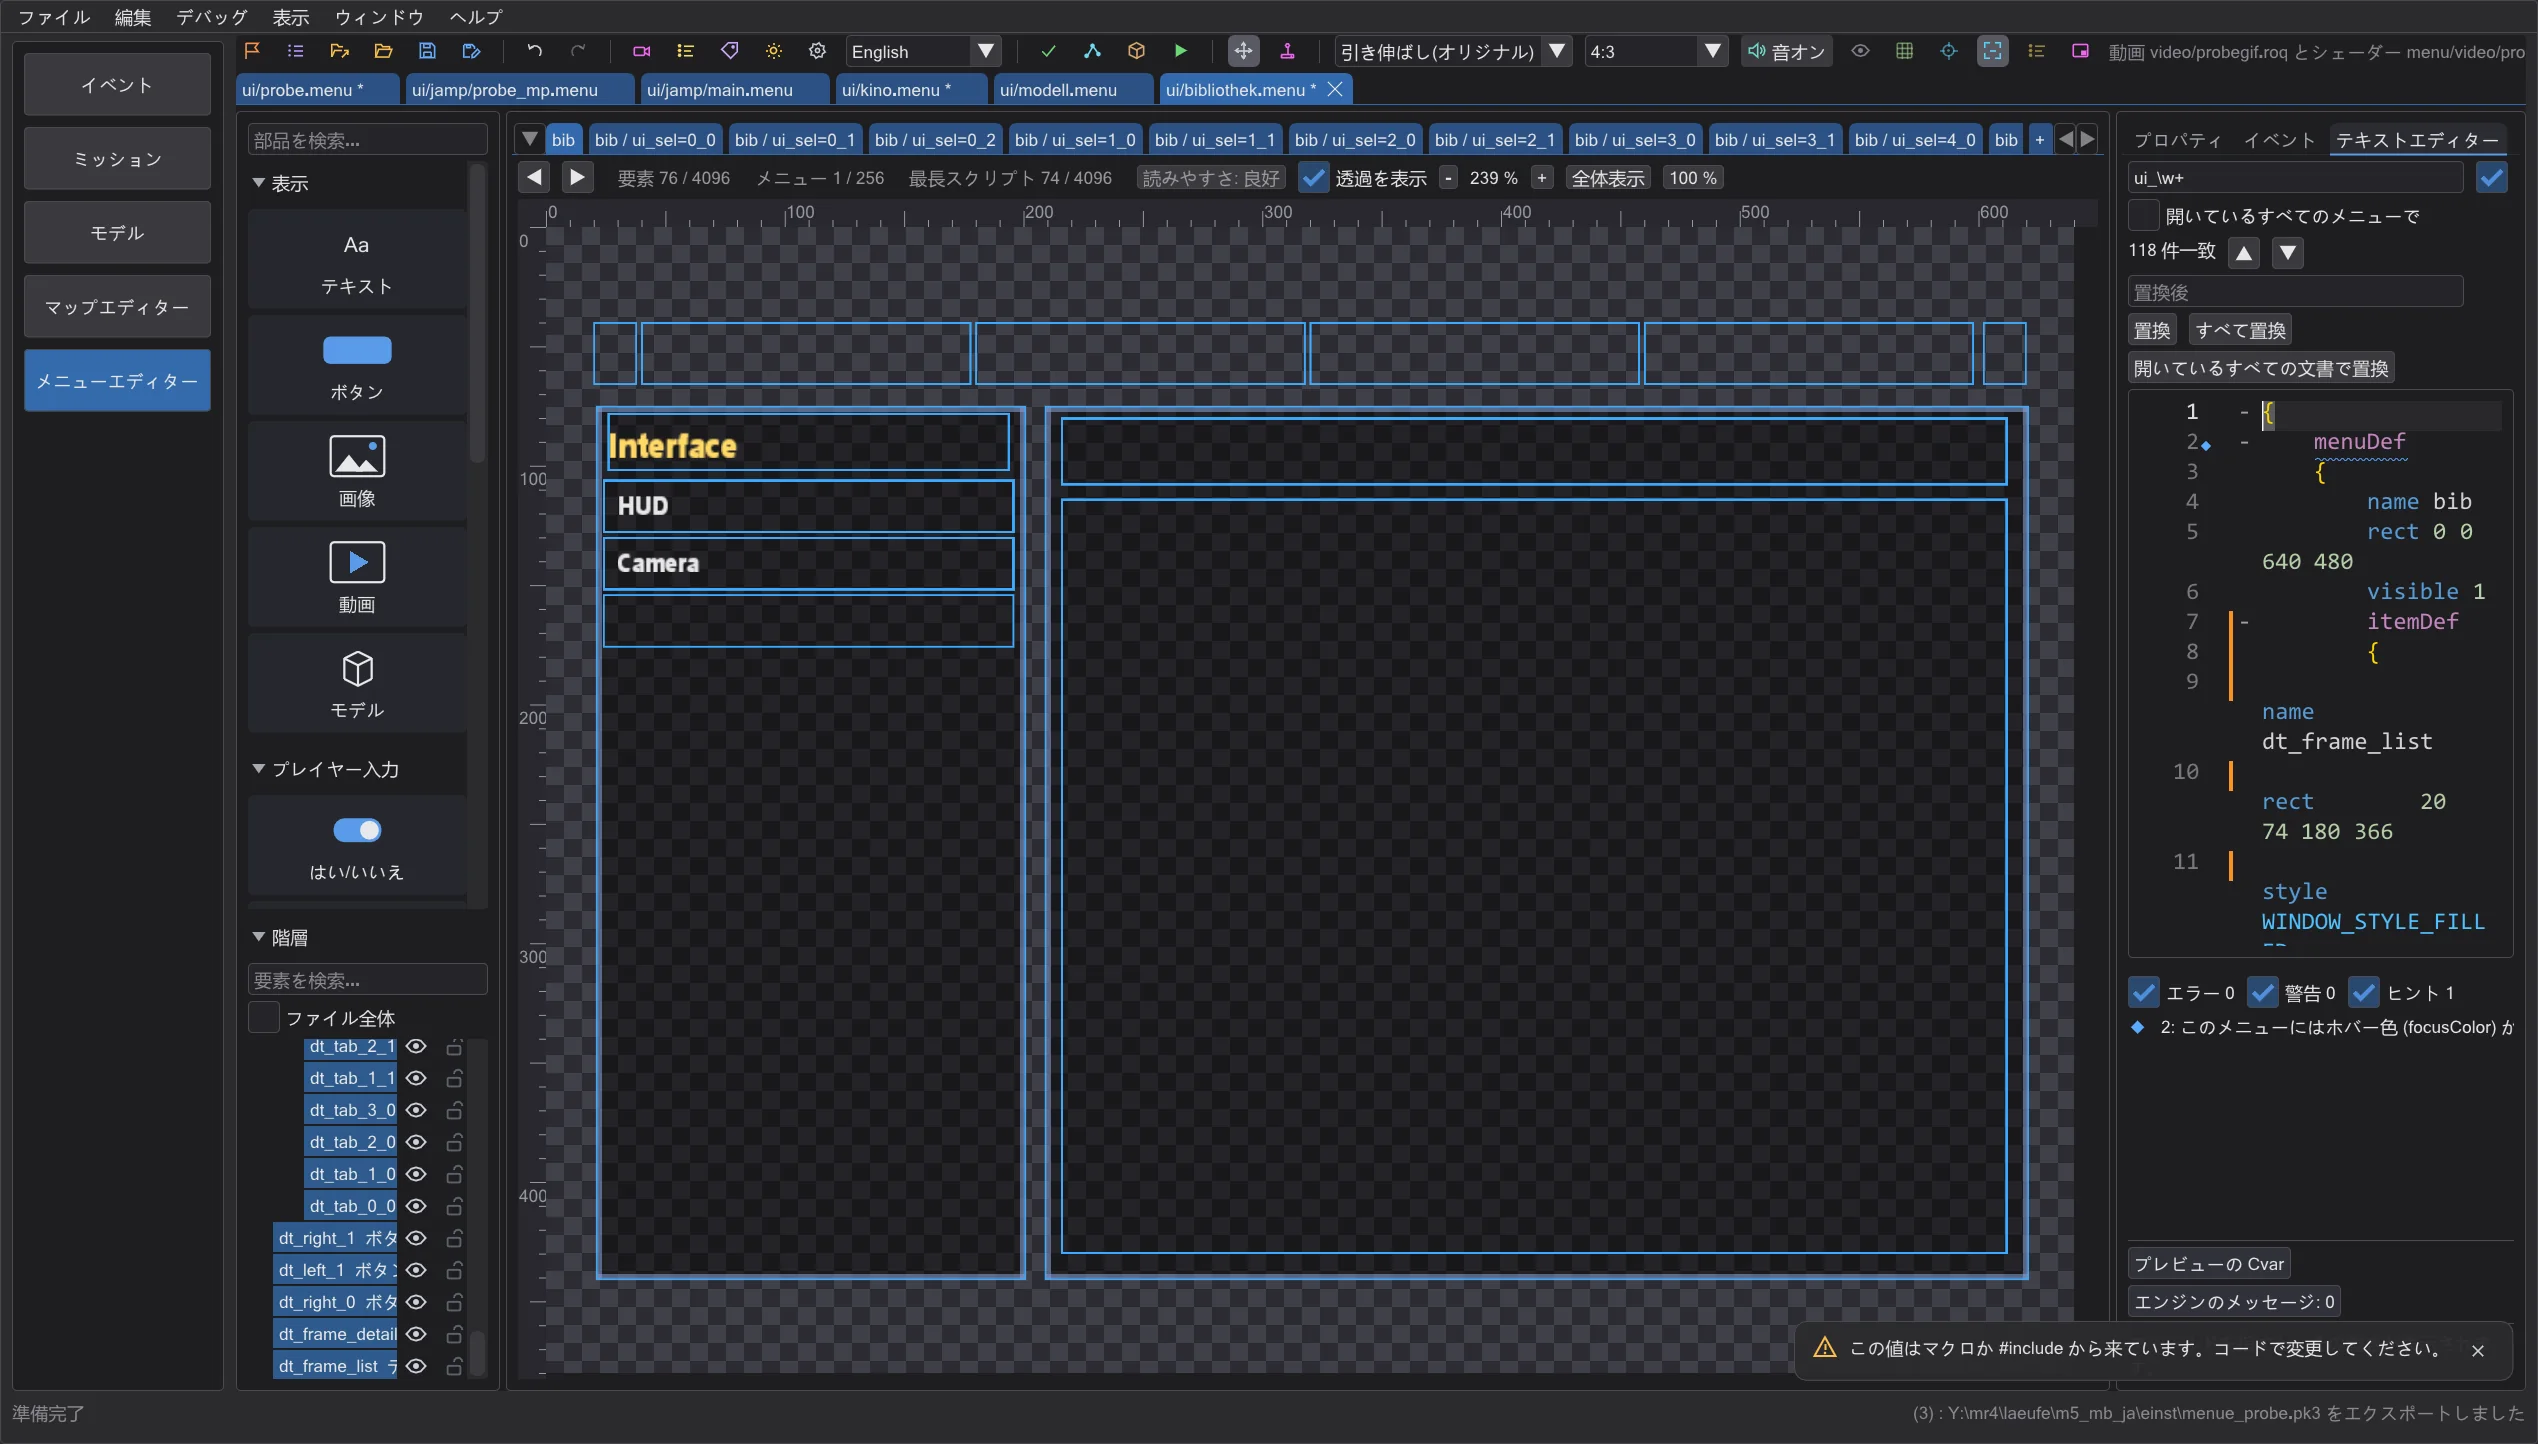 ファイル 編集 デバッグ 表示 ウィンドウ ヘルプ
イベント
ミッション
モデル
マップエディター
メニューエディター
English
引き伸ばし(オリジナル)
4:3
音オン
動画 video/probegif.roq とシェーダー menu/video/pro
ui/probe.menu *
ui/jamp/probe_mp.menu
ui/jamp/main.menu
ui/kino.menu *
ui/modell.menu
ui/bibliothek.menu *
部品を検索...
表示
Aa
テキスト
ボタン
画像
動画
モデル
プレイヤー入力
はい/いいえ
階層
要素を検索...
ファイル全体
dt_tab_2_1
dt_tab_1_1
dt_tab_3_0
dt_tab_2_0
dt_tab_1_0
dt_tab_0_0
dt_right_1 ボタ
dt_left_1 ボタン
dt_right_0 ボタ
dt_frame_detail
dt_frame_list テ
bib
bib / ui_sel=0_0
bib / ui_sel=0_1
bib / ui_sel=0_2
bib / ui_sel=1_0
bib / ui_sel=1_1
bib / ui_sel=2_0
bib / ui_sel=2_1
bib / ui_sel=3_0
bib / ui_sel=3_1
bib / ui_sel=4_0
bib
+
要素 76 / 4096
メニュー 1 / 256
最長スクリプト 74 / 4096
読みやすさ: 良好
透過を表示
-
239 %
+
全体表示
100 %
0 100 200 300 400 500 600
0
100
200
300
400
Interface
HUD
Camera
プロパティ イベント テキストエディター
ui_\w+
開いているすべてのメニューで
118 件一致
置換後
置換
すべて置換
開いているすべての文書で置換
1 - {
2 - menuDef
3 {
4 name bib
5 rect 0 0
640 480
6 visible 1
7 - itemDef
8 {
9
name
dt_frame_list
10
rect 20
74 180 366
11
style
WINDOW_STYLE_FILL
エラー 0
警告 0
ヒント 1
2: このメニューにはホバー色 (focusColor) が
プレビューの Cvar
エンジンのメッセージ: 0
この値はマクロか #include から来ています。コードで変更してください。
準備完了
(3) : Y:\mr4\laeufe\m5_mb_ja\einst\menue_probe.pk3 をエクスポートしました